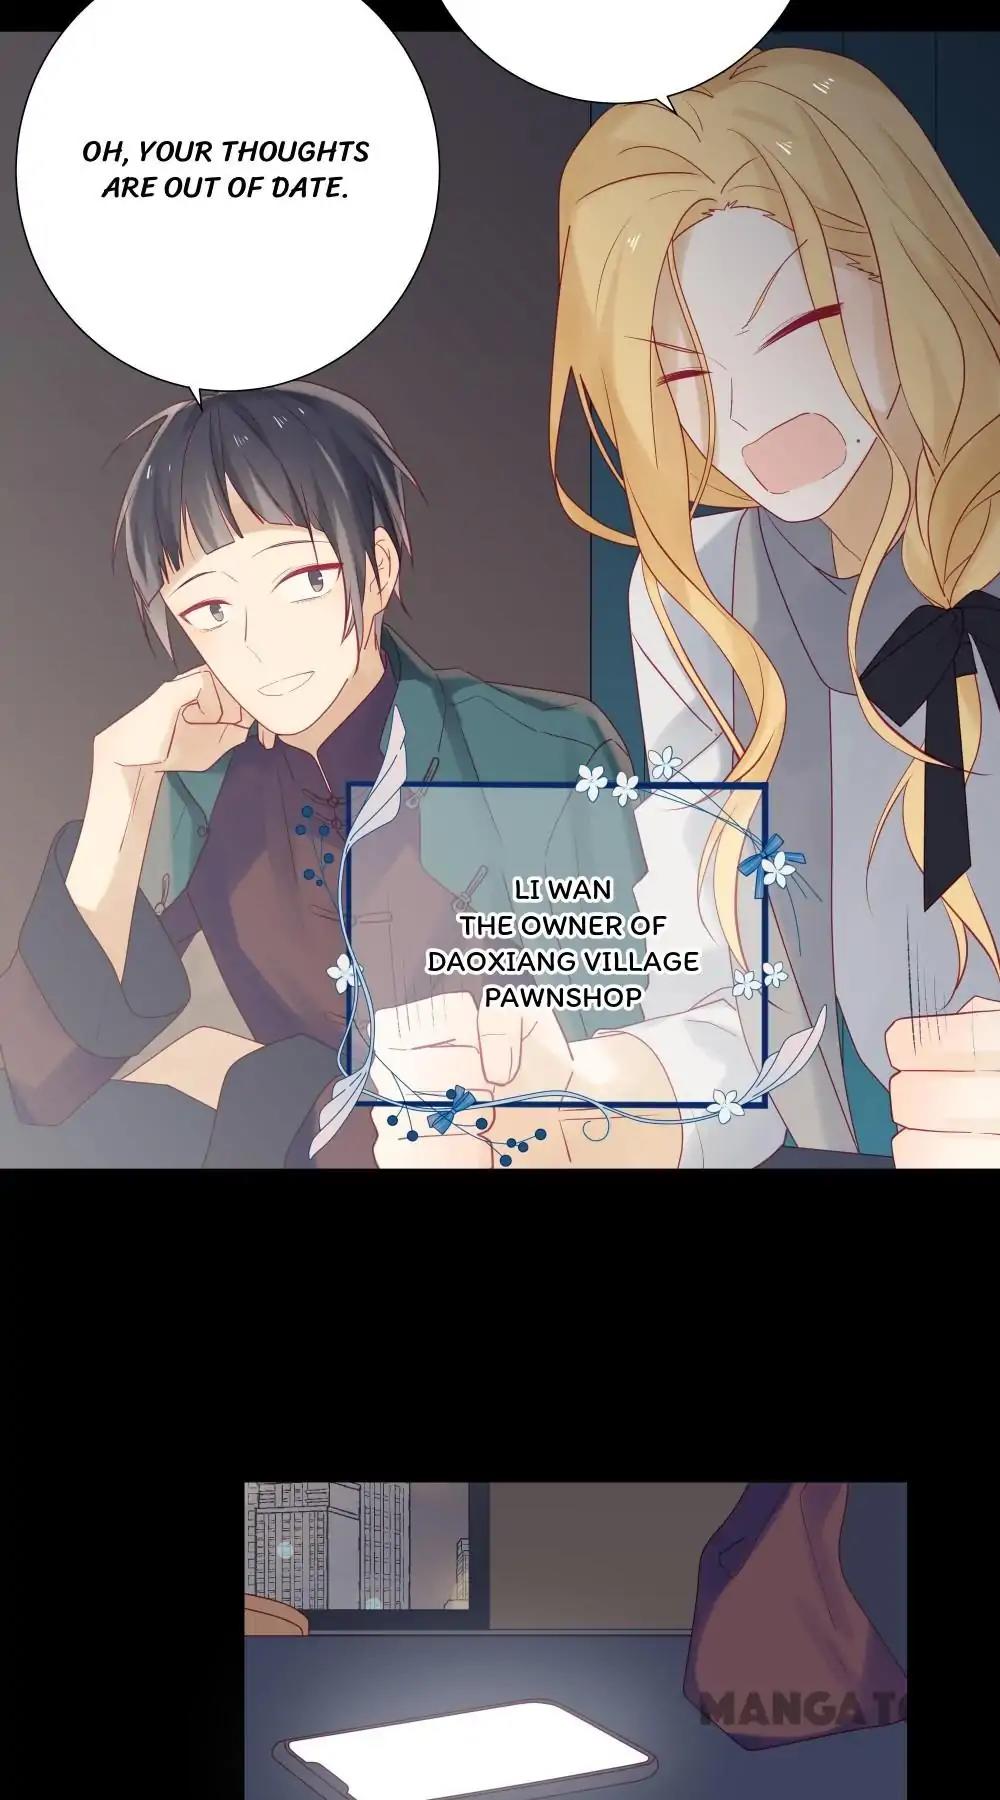 OH, YOUR THOUGHTS
ARE OUT OF DATE.
LI WAN
THE OWNER OF
DAOXIANG VILLAGE
PAWNSHOP